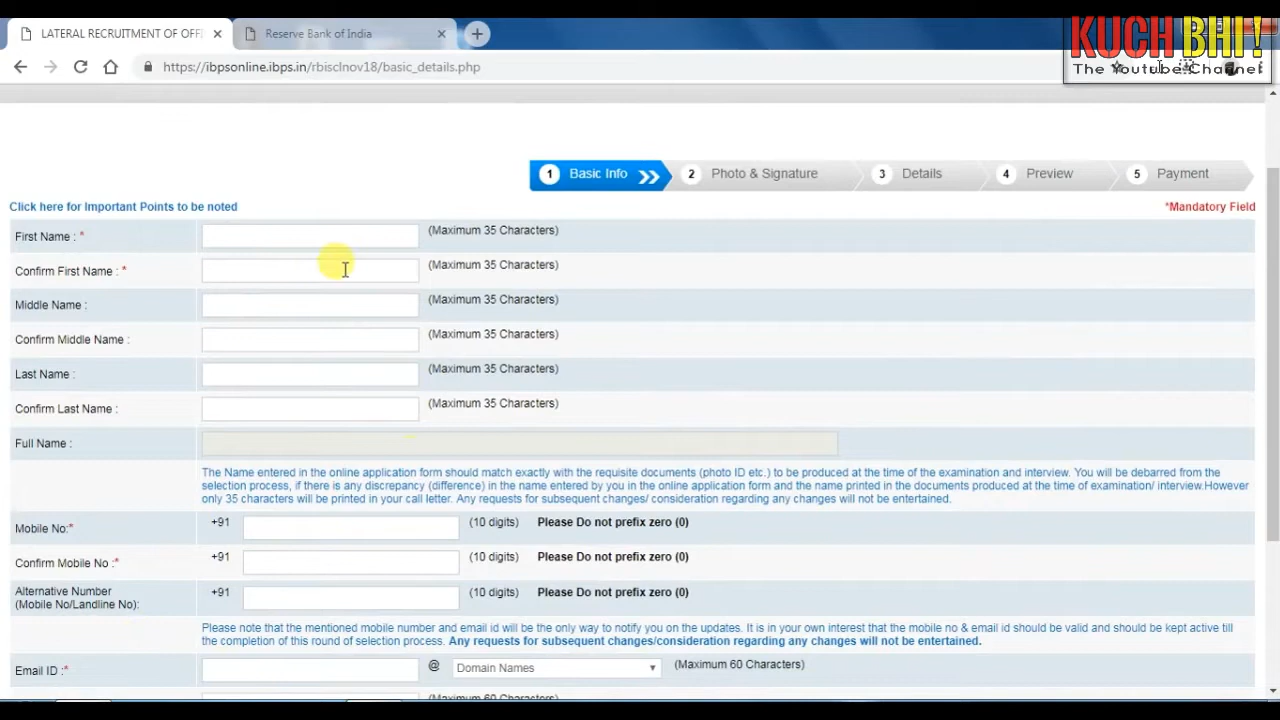 LATERAL RECRUITMENT OF OFFI
Reserve Bank of India
KUCH BHI!
The Youtube Channel
https://ibpsonline.ibps.in/rbisclnov18/basic_details.php
1 Basic Info
2 Photo & Signature
3 Details
4 Preview
5 Payment
Click here for Important Points to be noted
*Mandatory Field
First Name : *
(Maximum 35 Characters)
Confirm First Name : *
(Maximum 35 Characters)
Middle Name :
(Maximum 35 Characters)
Confirm Middle Name :
(Maximum 35 Characters)
Last Name :
(Maximum 35 Characters)
Confirm Last Name :
(Maximum 35 Characters)
Full Name :
The Name entered in the online application form should match exactly with the requisite documents (photo ID etc.) to be produced at the time of the examination and interview. You will be debarred from the
selection process, if there is any discrepancy (difference) in the name entered by you in the online application form and the name printed in the documents produced at the time of examination/ interview.However
only 35 characters will be printed in your call letter. Any requests for subsequent changes/ consideration regarding any changes will not be entertained.
Mobile No:*
+91
(10 digits)
Please Do not prefix zero (0)
Confirm Mobile No :*
+91
(10 digits)
Please Do not prefix zero (0)
Alternative Number
(Mobile No/Landline No):
+91
(10 digits)
Please Do not prefix zero (0)
Please note that the mentioned mobile number and email id will be the only way to notify you on the updates. It is in your own interest that the mobile no & email id should be valid and should be kept active till
the completion of this round of selection process. Any requests for subsequent changes/consideration regarding any changes will not be entertained.
Email ID :*
@
Domain Names
(Maximum 60 Characters)
(Maximum 60 Characters)